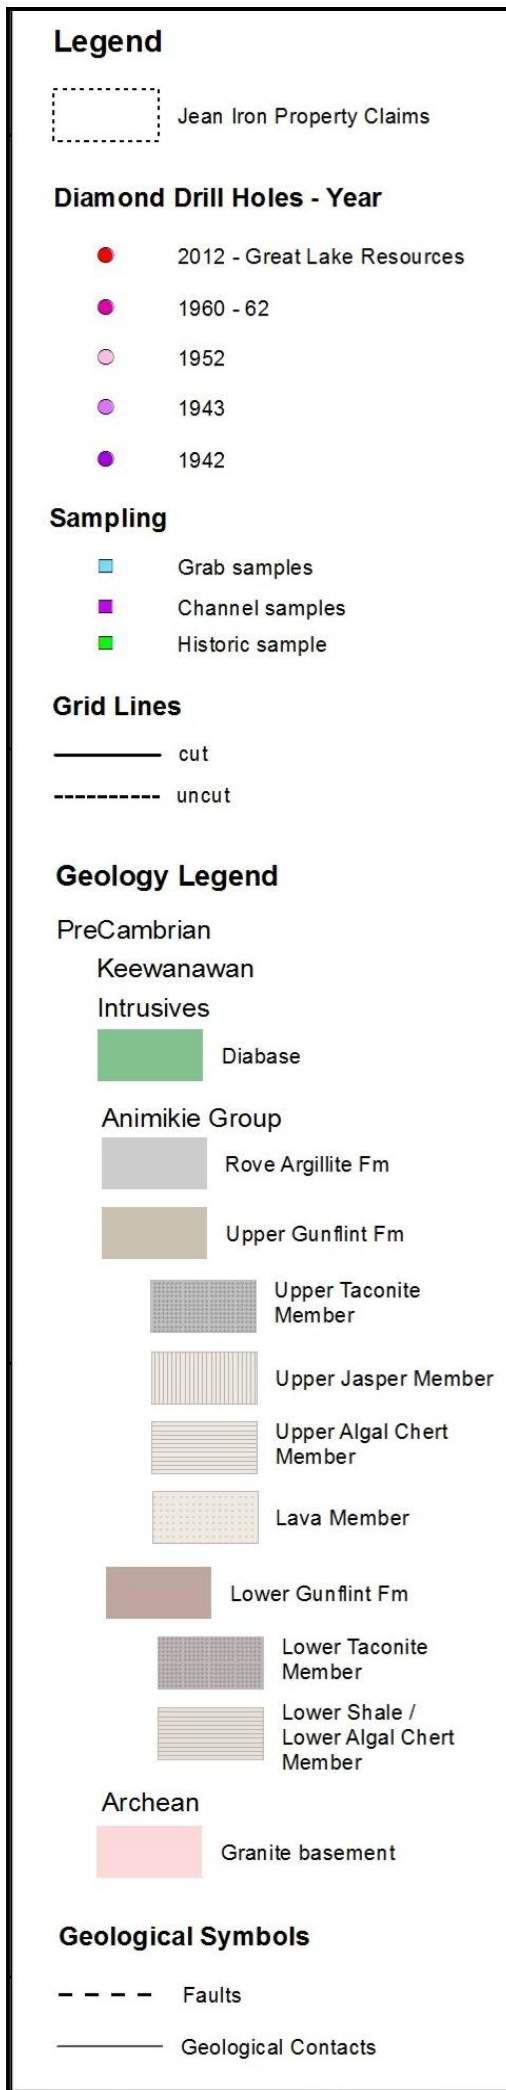 Legend
Jean Iron Property Claims
Diamond Drill Holes - Year
2012 - Great Lake Resources
1960 - 62
1952
1943
1942
Sampling
Grab samples
Channel samples
Historic sample
Grid Lines
cut
uncut
Geology Legend
PreCambrian
Keewanawan
Intrusives
Diabase
Animikie Group
Rove Argillite Fm
Upper Gunflint Fm
Upper Taconite
Member
Upper Jasper Member
Upper Algal Chert
Member
Lava Member
Lower Gunflint Fm
Lower Taconite
Member
Lower Shale /
Lower Algal Chert
Member
Archean
Granite basement
Geological Symbols
Faults
Geological Contacts